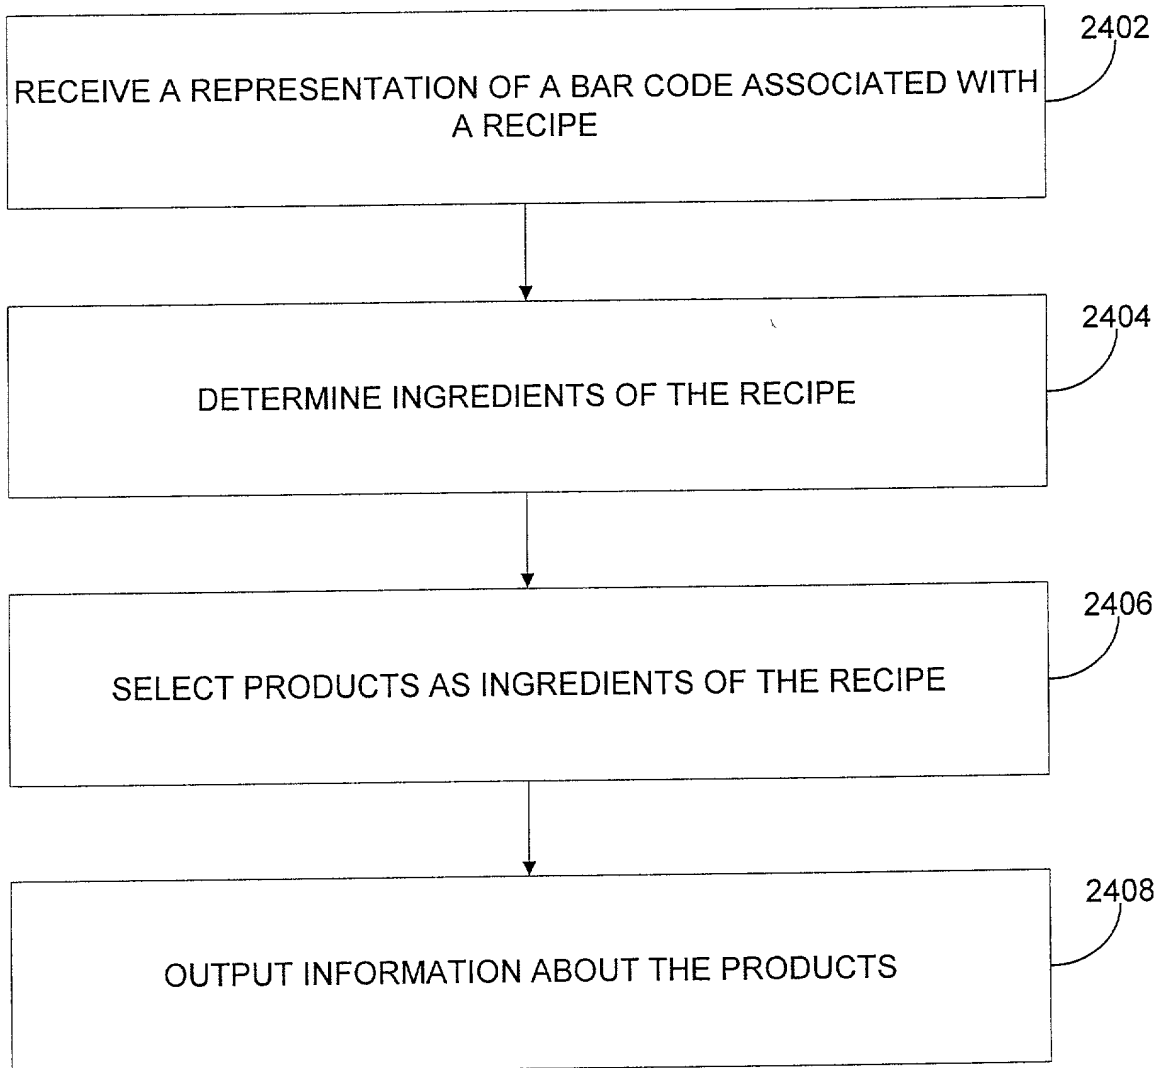 2402
RECEIVE A REPRESENTATION OF A BAR CODE ASSOCIATED WITH
A RECIPE
2404
DETERMINE INGREDIENTS OF THE RECIPE
2406
SELECT PRODUCTS AS INGREDIENTS OF THE RECIPE
2408
OUTPUT INFORMATION ABOUT THE PRODUCTS